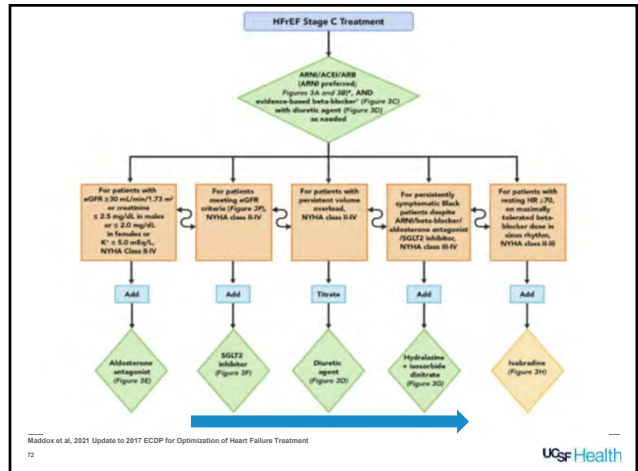 HFrEF Stage C Treatment
ARNI/ACEI/ARB
(ARNI preferred;
Figures 3A and 3B)*, AND
evidence-based beta-blocker† (Figure 3C)
with diuretic agent (Figure 3D)
as needed
For patients with
eGFR ≥30 mL/min/1.73 m²
or creatinine
≤ 2.5 mg/dL in males
or ≤ 2.0 mg/dL
in females or
K⁺ ≤ 5.0 mEq/L,
NYHA Class II-IV
For patients
meeting eGFR
criteria (Figure 3F),
NYHA class II-IV
For patients with
persistent volume
overload,
NYHA class II-IV
For persistently
symptomatic Black
patients despite
ARNI/beta-blocker/
aldosterone antagonist
/SGLT2 inhibitor,
NYHA class III-IV
For patients with
resting HR ≥70,
on maximally
tolerated beta-
blocker dose in
sinus rhythm,
NYHA class II-III
Add
Add
Titrate
Add
Add
Aldosterone
antagonist
(Figure 3E)
SGLT2
inhibitor
(Figure 3F)
Diuretic
agent
(Figure 3D)
Hydralazine
+ isosorbide
dinitrate
(Figure 3G)
Ivabradine
(Figure 3H)
Maddox et al, 2021 Update to 2017 ECDP for Optimization of Heart Failure Treatment
72
UCSF Health